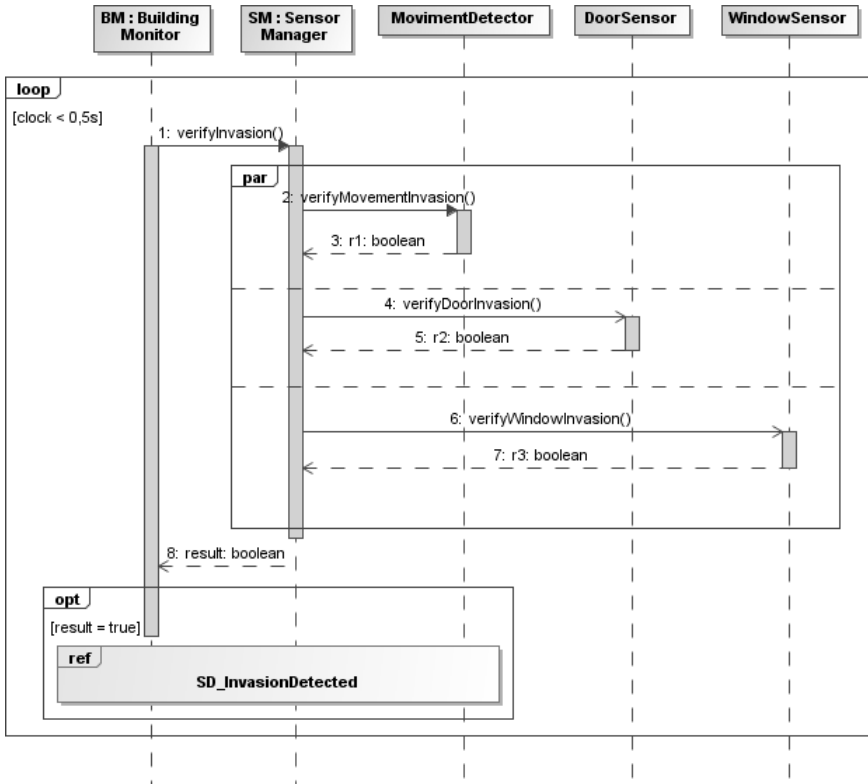 BM : Building
Monitor
SM : Sensor
Manager
MovimentDetector
DoorSensor
WindowSensor
loop
[clock < 0,5s]
1: verifyInvasion()
par
2: verifyMovementInvasion()
3: r1: boolean
4: verifyDoorInvasion()
5: r2: boolean
6: verifyWindowInvasion()
7: r3: boolean
8: result: boolean
opt
[result = true]
ref
SD_InvasionDetected